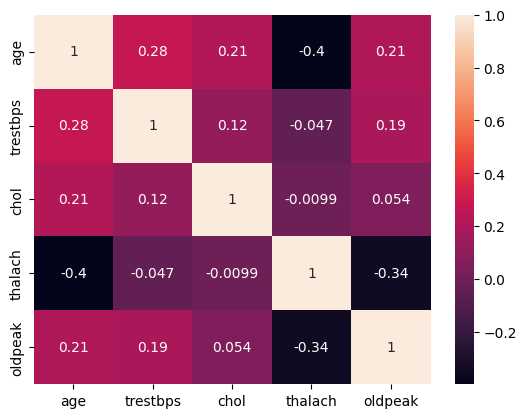 age 1 0.28 0.21 -0.4 0.21
trestbps 0.28 1 0.12 -0.047 0.19
chol 0.21 0.12 1 -0.0099 0.054
thalach -0.4 -0.047 -0.0099 1 -0.34
oldpeak 0.21 0.19 0.054 -0.34 1
age trestbps chol thalach oldpeak
1.0
0.8
0.6
0.4
0.2
0.0
−0.2